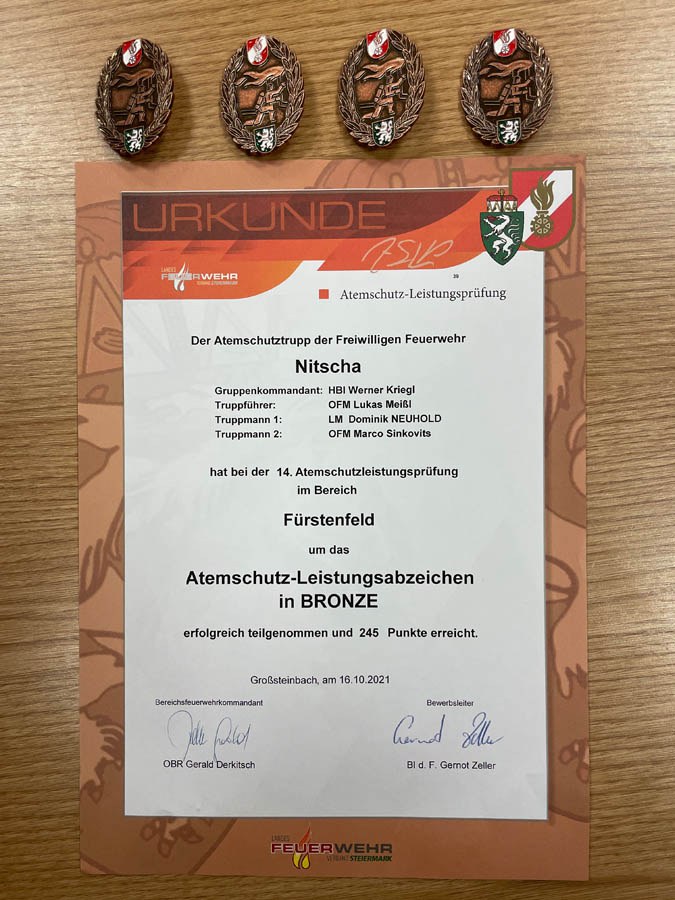 URKUNDE
LANDES
FEUERWEHR
VERBAND STEIERMARK
39
Atemschutz-Leistungsprüfung
Der Atemschutztrupp der Freiwilligen Feuerwehr
Nitscha
Gruppenkommandant: HBI Werner Kriegl
Truppführer: OFM Lukas Meißl
Truppmann 1: LM Dominik NEUHOLD
Truppmann 2: OFM Marco Sinkovits
hat bei der 14. Atemschutzleistungsprüfung
im Bereich
Fürstenfeld
um das
Atemschutz-Leistungsabzeichen
in BRONZE
erfolgreich teilgenommen und 245 Punkte erreicht.
Großsteinbach, am 16.10.2021
Bereichsfeuerwehrkommandant Bewerbsleiter
Gernot Zeller
OBR Gerald Derkitsch BI d. F. Gernot Zeller
LANDES
FEUERWEHR
VERBAND STEIERMARK